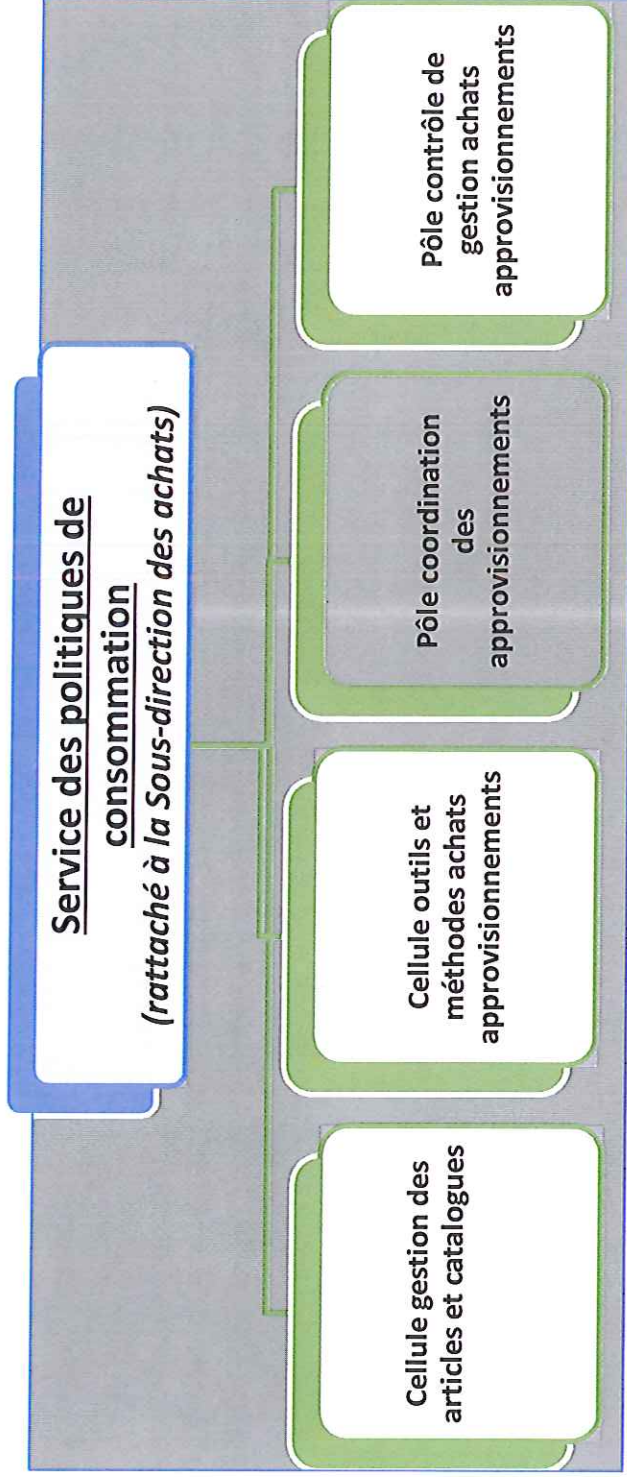 Service des politiques de
consommation
(rattaché à la Sous-direction des achats)
Cellule gestion des
articles et catalogues
Cellule outils et
méthodes achats
approvisionnements
Pôle coordination
des
approvisionnements
Pôle contrôle de
gestion achats
approvisionnements